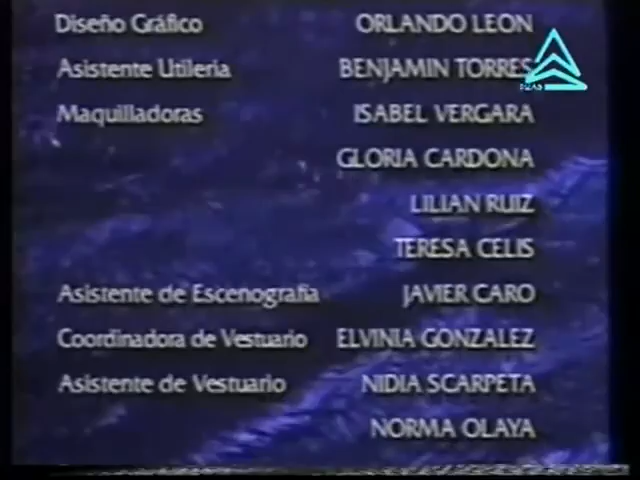 Diseño Gráfico ORLANDO LEON
Asistente Utileria BENJAMIN TORRES
Maquilladoras ISABEL VERGARA
GLORIA CARDONA
LILIAN RUIZ
TERESA CELIS
Asistente de Escenografía JAVIER CARO
Coordinadora de Vestuario ELVINIA GONZALEZ
Asistente de Vestuario NIDIA SCARPETA
NORMA OLAYA